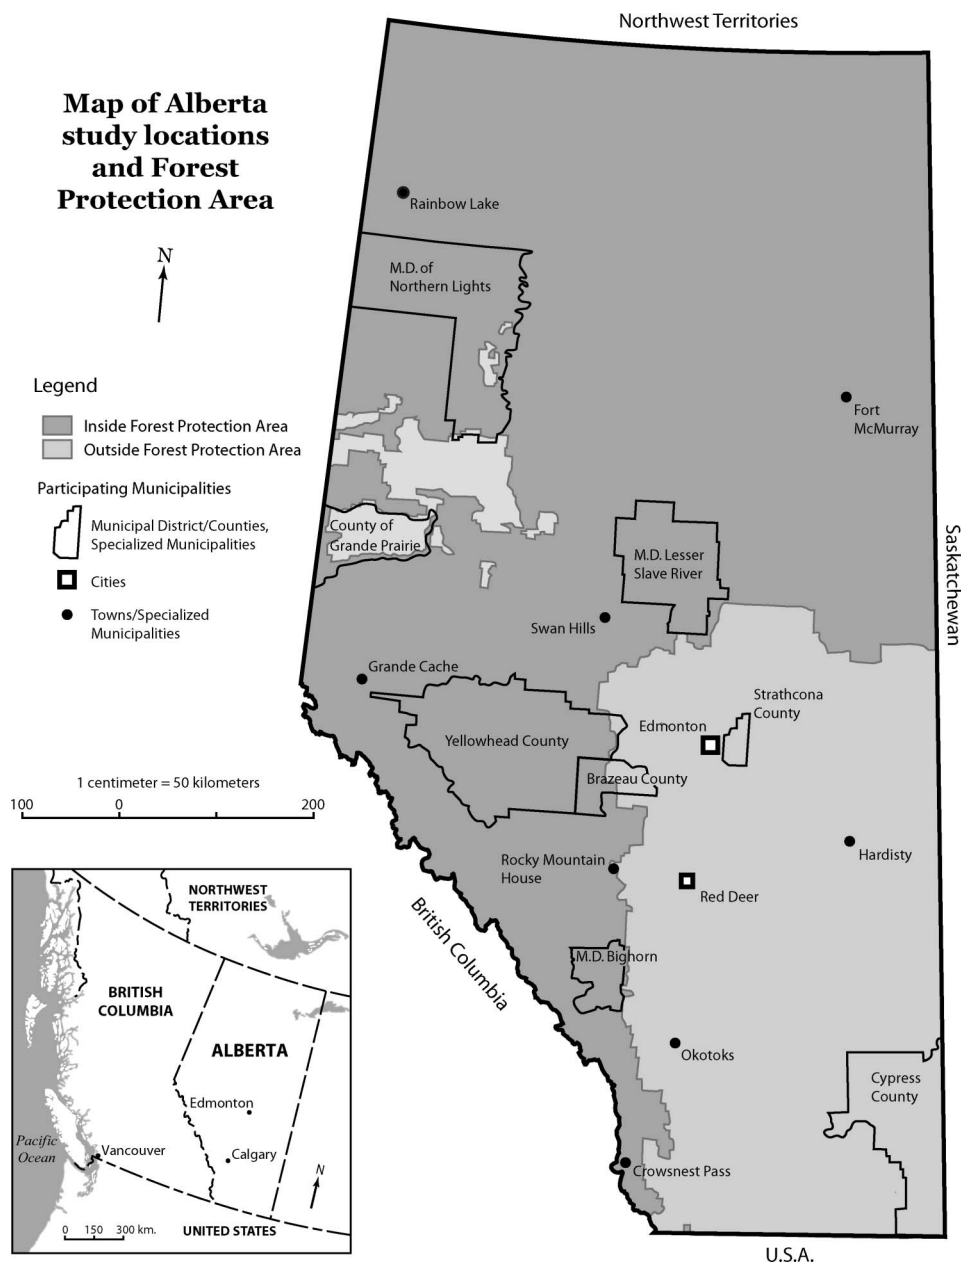 Northwest Territories
Map of Alberta
study locations
and Forest
Protection Area
N
Rainbow Lake
M.D. of
Northern Lights
Legend
Inside Forest Protection Area
Outside Forest Protection Area
Participating Municipalities
Municipal District/Counties,
Specialized Municipalities
Cities
Towns/Specialized
Municipalities
Fort
McMurray
County of
Grande Prairie
M.D. Lesser
Slave River
Saskatchewan
Swan Hills
Grande Cache
Strathcona
County
Edmonton
Yellowhead County
Brazeau County
1 centimeter = 50 kilometers
100 0 200
Rocky Mountain
House
Hardisty
Red Deer
British Columbia
M.D. Bighorn
Okotoks
Cypress
County
Crowsnest Pass
U.S.A.
NORTHWEST
TERRITORIES
BRITISH
COLUMBIA
ALBERTA
Edmonton
Pacific
Ocean
Vancouver
Calgary
N
0 150 300 km.
UNITED STATES